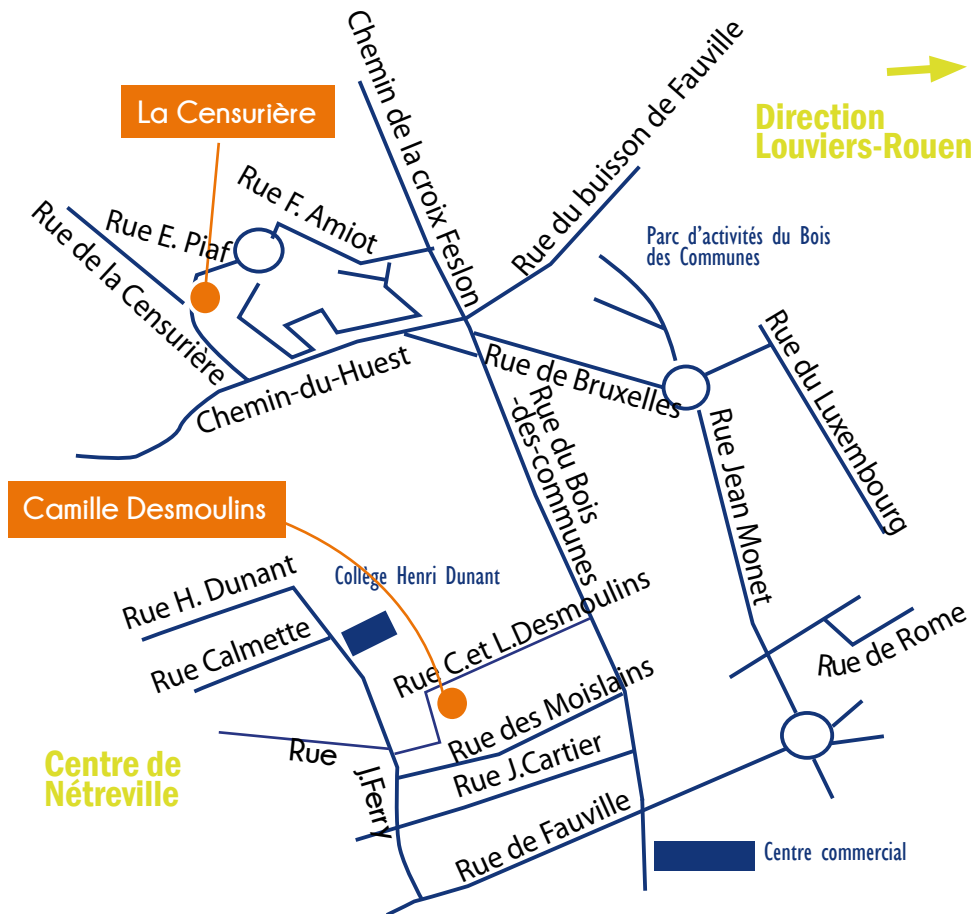 La Censurière
Chemin de la croix Feslon
Rue du buisson de Fauville
Direction
Louviers-Rouen
Rue F. Amiot
Rue E. Piaf
Rue de la Censurière
Parc d'activités du Bois
des Communes
Chemin-du-Huest
Rue de Bruxelles
Rue du Luxembourg
Rue du Bois
-des-communes
Rue Jean Monet
Camille Desmoulins
Collège Henri Dunant
Rue H. Dunant
Rue Calmette
Rue C.et L.Desmoulins
Rue de Rome
Rue des Moislains
Rue
J.Ferry
Rue J.Cartier
Centre de
Nétreville
Rue de Fauville
Centre commercial